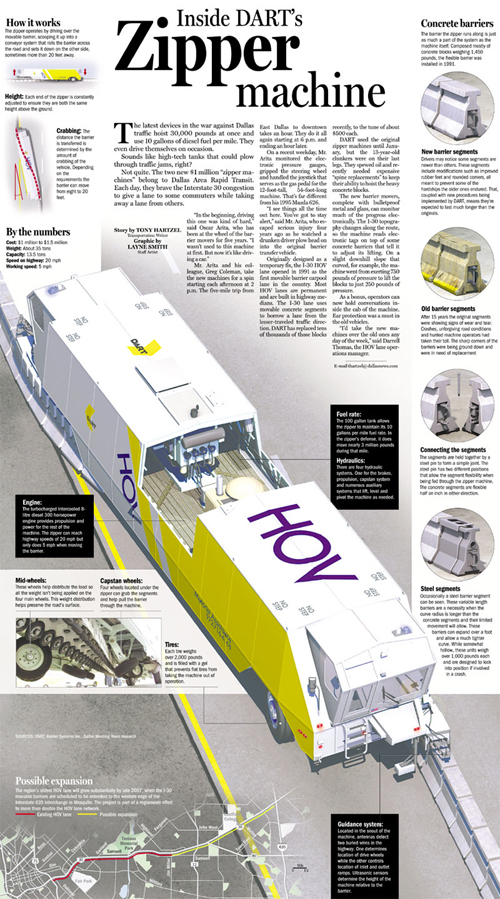 Inside DART's
Zipper
machine
How it works
The zipper operates by driving over the
movable barrier, scooping it up into a
conveyor system that rolls the barrier across
the road and sets it down on the other side,
sometimes more than 20 feet away.
Height: Each end of the zipper is constantly
adjusted to ensure they are both the same
height above the ground.
Crabbing: The
distance the barrier
is transferred is
determined by the
amount of
crabbing of the
vehicle. Depending
on the
requirements the
barrier can move
from eight to 20
feet.
By the numbers
Cost: $1 million to $1.5 million
Weight: About 35 tons
Capacity: 13.5 tons
Speed on highway: 20 mph
Working speed: 5 mph
The latest devices in the war against Dallas
traffic hoist 30,000 pounds at once and
use 10 gallons of diesel fuel per mile. They
even drive themselves on occasion.
Sounds like high-tech tanks that could plow
through traffic jams, right?
Not quite. The two new $1 million "zipper ma-
chines" belong to Dallas Area Rapid Transit.
Each day, they brave the Interstate 30 congestion
to give a lane to some commuters while taking
away a lane from others.
Story by TONY HARTZEL
Transportation Writer
Graphic by
LAYNE SMITH
Staff Artist
"In the beginning, driving
this one was kind of hard,"
said Oscar Arita, who has
been at the wheel of the bar-
rier movers for five years. "I
wasn't used to this machine
at first. But now it's like driv-
ing a car."
Mr. Arita and his col-
league, Greg Coleman, take
the new machines for a spin
starting each afternoon at 2
p.m. The five-mile trip from
East Dallas to downtown
takes an hour. They do it all
again starting at 6 p.m. and
ending an hour later.
On a recent weekday, Mr.
Arita monitored the elec-
tronic pressure gauges,
gripped the steering wheel
and handled the joystick that
serves as the gas pedal for the
12-foot-tall, 54-foot-long
machine. That's far different
from his 1995 Mazda 626.
"I see things all the time
out here. You've got to stay
alert," said Mr. Arita, who es-
caped serious injury four
years ago as he watched a
drunken driver plow head on
into the original barrier
transfer vehicle.
Originally designed as a
temporary fix, the I-30 HOV
lane opened in 1991 as the
first movable barrier carpool
lane in the country. Most
HOV lanes are permanent
and are built in highway me-
dians. The I-30 lane uses
movable concrete segments
to borrow a lane from the
lesser-traveled traffic direc-
tion. DART has replaced tens
of thousands of those blocks
recently, to the tune of about
$600 each.
DART used the original
zipper machines until Janu-
ary, but the 15-year-old
clunkers were on their last
legs. They spewed oil and re-
cently needed expensive
"spine replacements" to keep
their ability to hoist the heavy
concrete blocks.
The new barrier movers,
complete with bulletproof
metal and glass, can monitor
much of the progress elec-
tronically. The I-30 topogra-
phy changes along the route,
so the machine reads elec-
tronic tags on top of some
concrete barriers that tell it
to adjust its lifting. On a
slight downhill slope that
curved, for example, the ma-
chine went from exerting 750
pounds of pressure to lift the
blocks to just 250 pounds of
pressure.
As a bonus, operators can
now hold conversations in-
side the cab of the machine.
Ear protection was a must in
the old vehicles.
"I'd take the new ma-
chines over the old ones any
day of the week," said Darrell
Thomas, the HOV lane oper-
ations manager.
E-mail thartzel@dallasnews.com
Concrete barriers
The barrier the zipper runs along is just
as much a part of the system as the
machine itself. Composed mostly of
concrete blocks weighing 1,450
pounds, the flexible barrier was
installed in 1991.
New barrier segments
Drivers may notice some segments are
newer than others. These segments
include modifications such as improved
rubber feet and rounded corners, all
meant to prevent some of the
hardships the older ones endured. That,
coupled with new procedures being
implemented by DART, means they're
expected to last much longer than the
originals.
Old barrier segments
After 15 years the original segments
were showing signs of wear and tear.
Crashes, unforgiving road conditions
and hurried machine operators had
taken their toll. The sharp corners of the
barriers were being ground down and
were in need of replacement
Connecting the segments
The segments are held together by a
steel pin to form a simple joint. The
steel pin has two different positions
that allow the segment flexibility when
being fed through the zipper machine.
The concrete segments are flexible
half an inch in either direction.
Steel segments
Occasionally a steel barrier segment
can be seen. These variable length
barriers are a necessity when the
curve radius is longer than the
concrete segments and their limited
movement will allow. These
barriers can expand over a foot
and allow a much tighter
curve. While somewhat
hollow, these units weigh
over 1,000 pounds each
and are designed to lock
into position if involved
in a crash.
DART
HOV
HOV
Fuel rate:
The 100 gallon tank allows
the zipper to maintain its 10
gallons per mile fuel rate. In
the zipper's defense, it does
move nearly 3 million pounds
during that mile.
Hydraulics:
There are four hydraulic
systems. One for the brakes,
propulsion, capstan system
and numerous auxiliary
systems that lift, level and
pivot the machine as needed.
Engine:
The turbocharged intercooled 8-
litre diesel 300 horsepower
engine provides propulsion and
power for the rest of the
machine. The zipper can reach
highway speeds of 20 mph but
only does 5 mph when moving
the barrier.
Mid-wheels:
These wheels help distribute the load so
all the weight isn't being applied on the
four main wheels. This weight distribution
helps preserve the road's surface.
Capstan wheels:
Four wheels located under the
zipper can grab the segments
and help pull the barrier
through the machine.
Tires:
Each tire weighs
over 2,000 pounds
and is filled with a gel
that prevents flat tires from
taking the machine out of
operation.
SOURCES: DART, Barrier Systems Inc., Dallas Morning News research
Possible expansion
The region's oldest HOV lane will grow substantially by late 2007, when the I-30
movable barriers are scheduled to be extended to the western edge of the
Interstate 635 interchange in Mesquite. The project is part of a regionwide effort
to more than double the HOV lane network.
Existing HOV lane
Possible expansion
Fair Park
Samuell
Guidance system:
Located in the snout of the
machine, antennas detect
two buried wires in the
highway. One determines
location of drive wheels
while the other controls
location of inlet and outlet
ramps. Ultrasonic sensors
determine the height of the
machine relative to the
barrier.